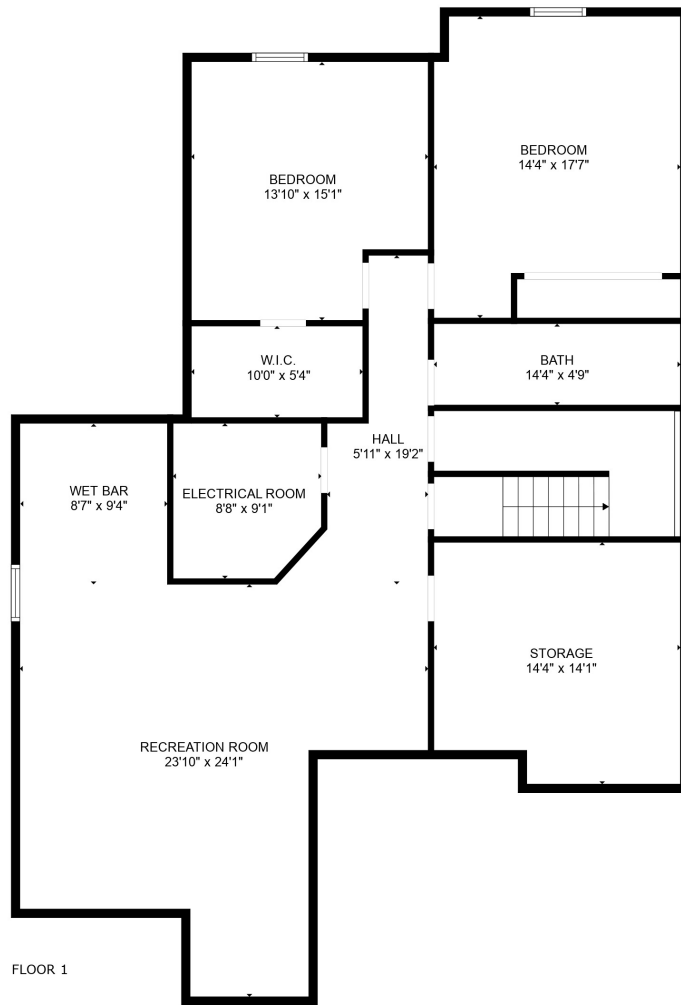 BEDROOM
14'4" x 17'7"
BEDROOM
13'10" x 15'1"
W.I.C.
10'0" x 5'4"
BATH
14'4" x 4'9"
HALL
5'11" x 19'2"
WET BAR
8'7" x 9'4"
ELECTRICAL ROOM
8'8" x 9'1"
STORAGE
14'4" x 14'1"
RECREATION ROOM
23'10" x 24'1"
FLOOR 1